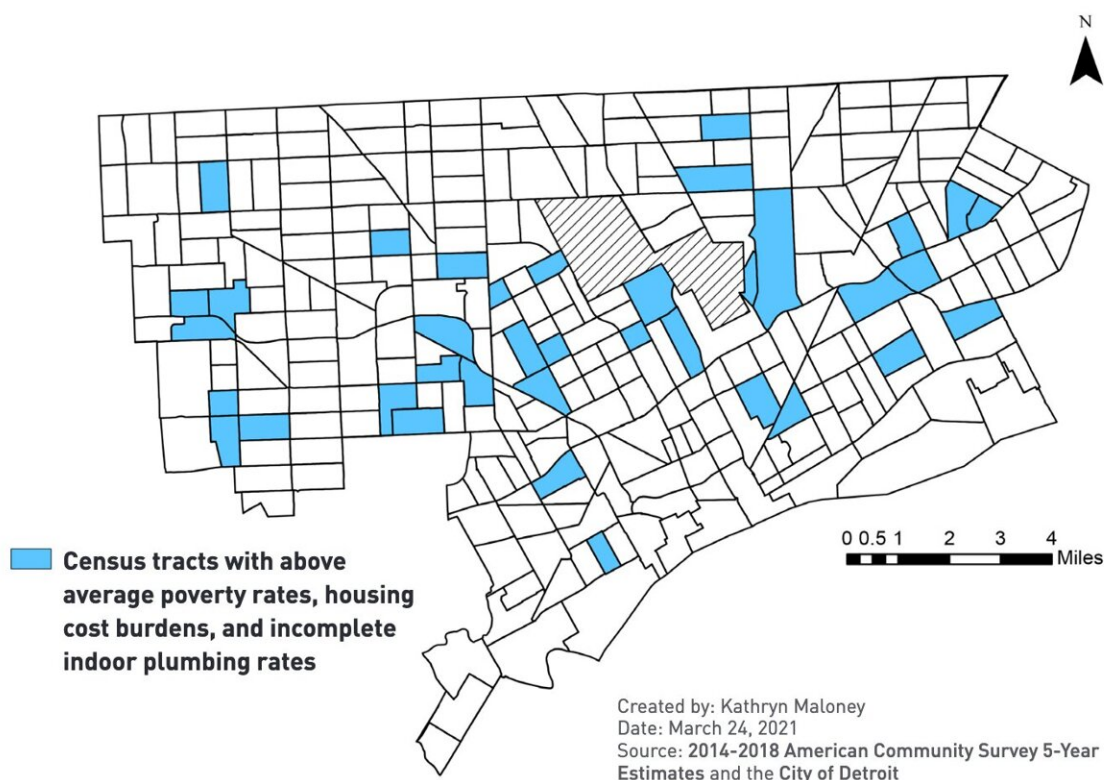 N
Census tracts with above
average poverty rates, housing
cost burdens, and incomplete
indoor plumbing rates
0 0.5 1 2 3 4
Miles
Created by: Kathryn Maloney
Date: March 24, 2021
Source: 2014-2018 American Community Survey 5-Year
Estimates and the City of Detroit